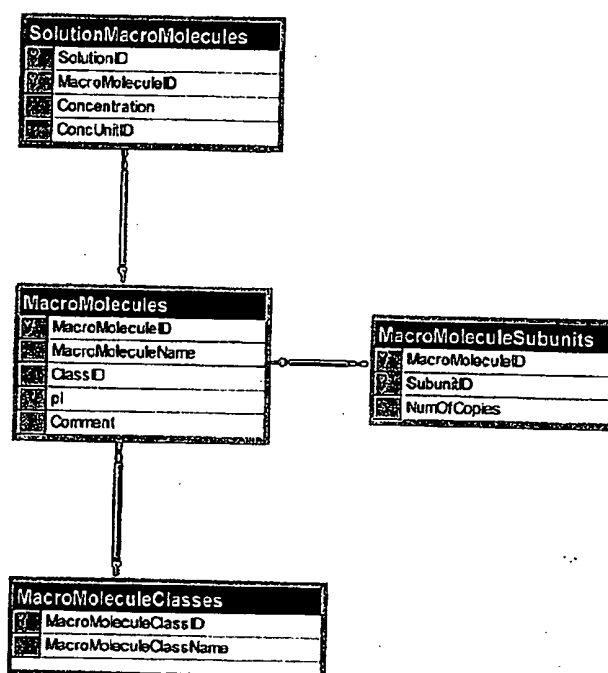 SolutionMacroMolecules
SolutionID
MacroMoleculeID
Concentration
ConcUnitID
MacroMolecules
MacroMoleculeID
MacroMoleculeName
ClassID
pI
Comment
MacroMoleculeSubunits
MacroMoleculeID
SubunitID
NumOfCopies
MacroMoleculeClasses
MacroMoleculeClassID
MacroMoleculeClassName